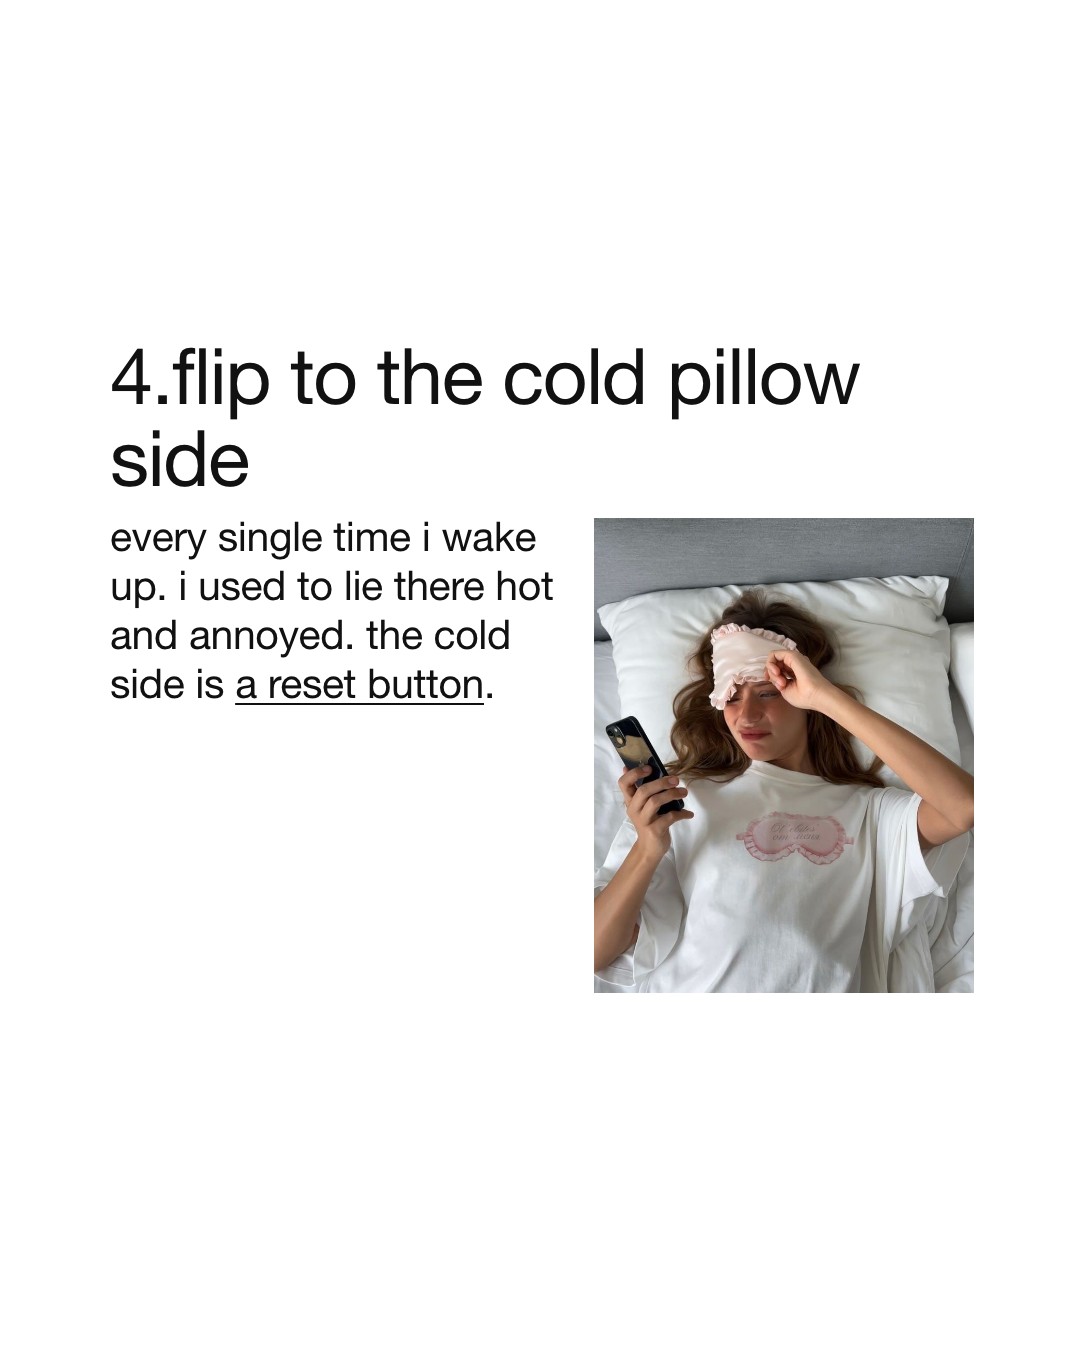 4.flip to the cold pillow
side
every single time i wake
up. i used to lie there hot
and annoyed. the cold
side is a reset button.